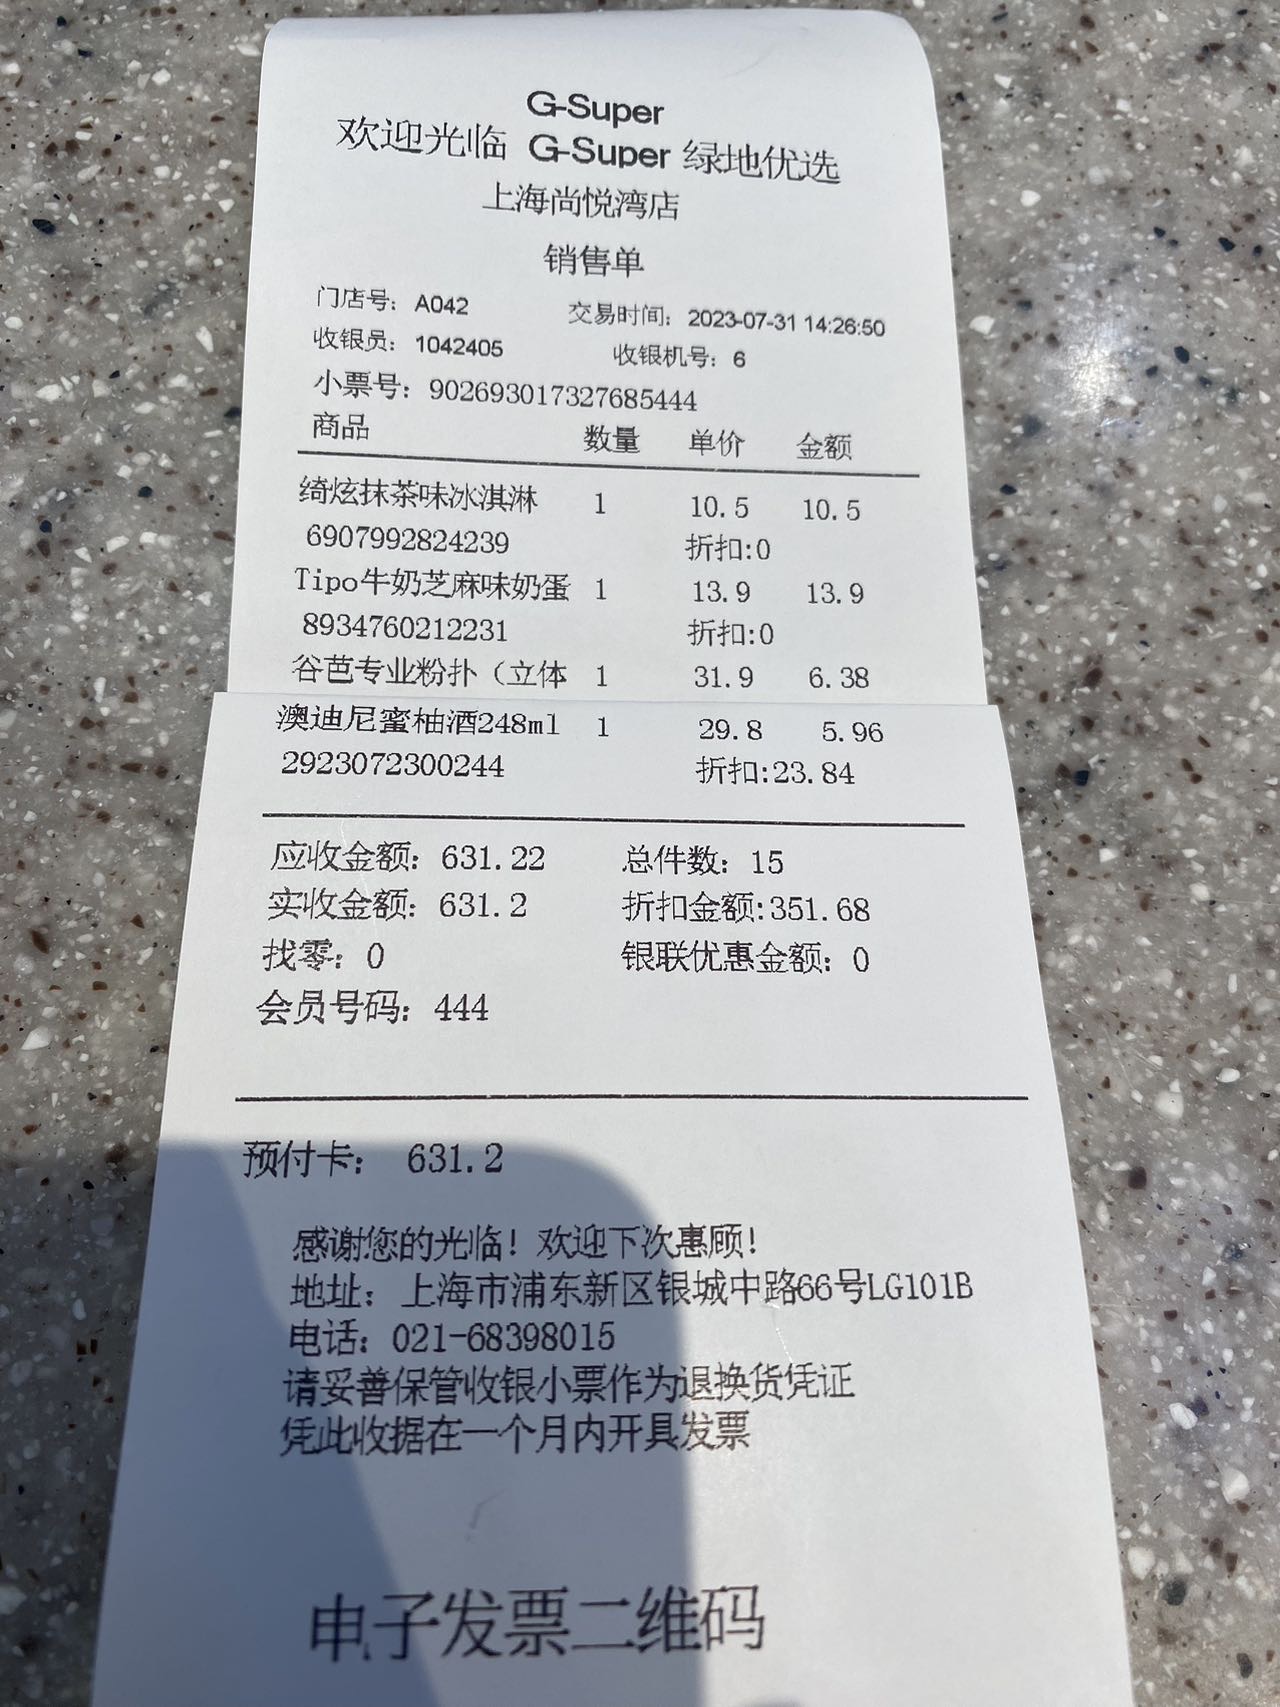 G-Super
欢迎光临 G-Super 绿地优选
上海尚悦湾店
销售单
门店号：A042 交易时间：2023-07-31 14:26:50
收银员：1042405 收银机号：6
小票号：902693017327685444
商品 数量 单价 金额
绮炫抹茶味冰淇淋 1 10.5 10.5
6907992824239 折扣:0
Tipo牛奶芝麻味奶蛋 1 13.9 13.9
8934760212231 折扣:0
谷芭专业粉扑（立体 1 31.9 6.38
澳迪尼蜜柚酒248ml 1 29.8 5.96
2923072300244 折扣:23.84
应收金额：631.22 总件数：15
实收金额：631.2 折扣金额:351.68
找零：0 银联优惠金额：0
会员号码：444
预付卡： 631.2
感谢您的光临！欢迎下次惠顾！
地址：上海市浦东新区银城中路66号LG101B
电话：021-68398015
请妥善保管收银小票作为退换货凭证
凭此收据在一个月内开具发票
电子发票二维码